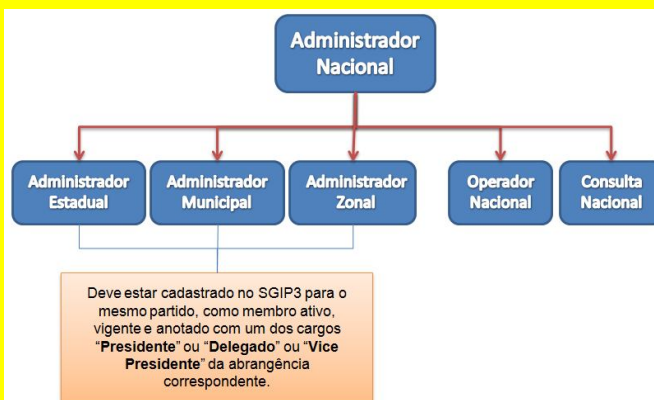 Administrador
Nacional
Administrador
Estadual
Administrador
Municipal
Administrador
Zonal
Operador
Nacional
Consulta
Nacional
Deve estar cadastrado no SGIP3 para o
mesmo partido, como membro ativo,
vigente e anotado com um dos cargos
“Presidente” ou “Delegado” ou “Vice
Presidente” da abrangência
correspondente.